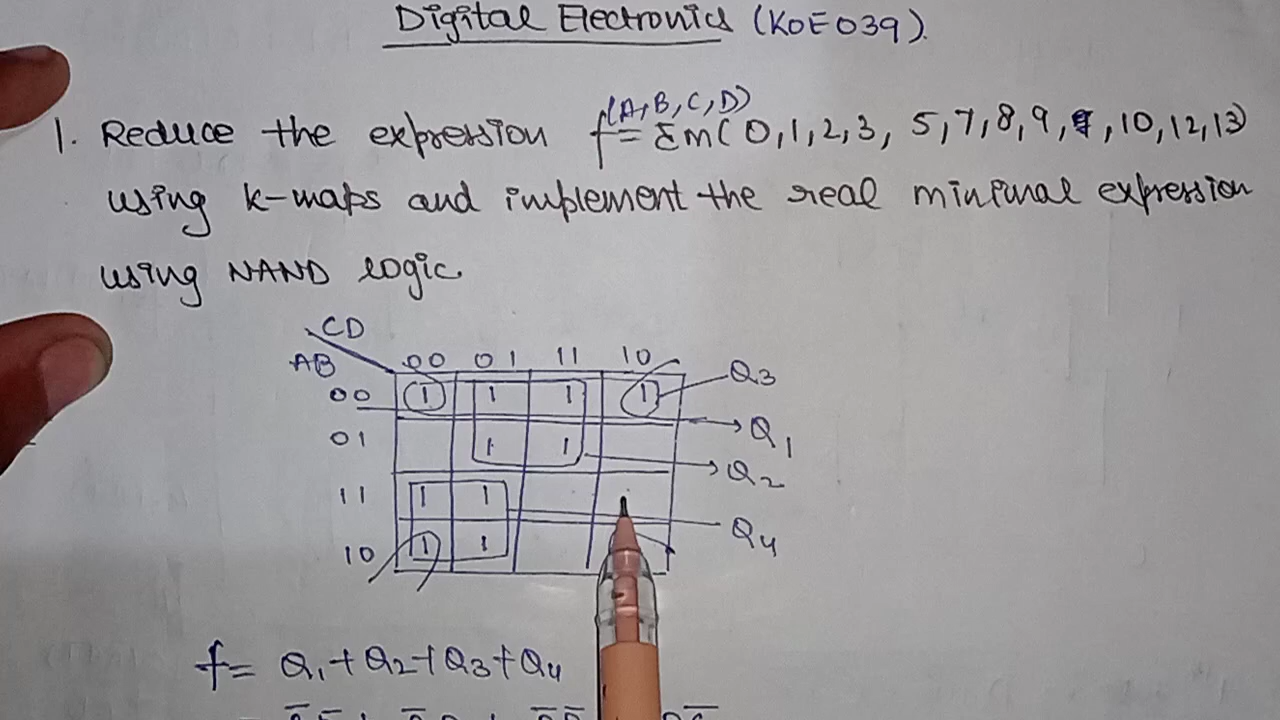 Digital Electronics (KOE039).
1. Reduce the expression f(A,B,C,D) = Σm(0,1,2,3, 5,7,8,9, ,10,12,13)
using k-maps and implement the real minimal expression
using NAND logic.
CD
AB 00 01 11 10
00 1 1 1 1 Q3
Q1
01 1 1
Q2
11 1 1
Q4
10 1 1
f = Q1+Q2+Q3+Q4